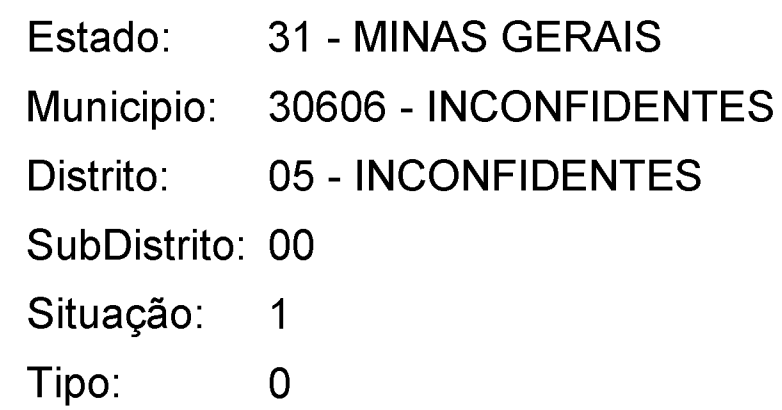 Estado: 31 - MINAS GERAIS
Municipio: 30606 - INCONFIDENTES
Distrito: 05 - INCONFIDENTES
SubDistrito: 00
Situação: 1
Tipo: 0